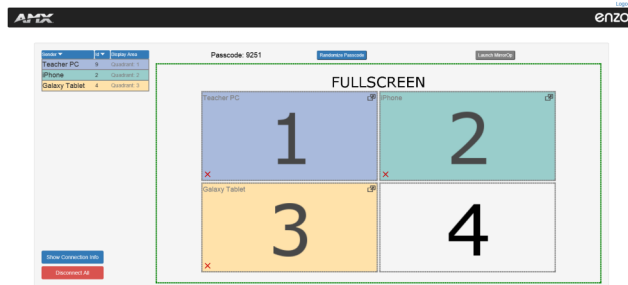 Logo
AMX
enzo
Sender Id Display Area
Teacher PC 9 Quadrant 1
iPhone 2 Quadrant 2
Galaxy Tablet 4 Quadrant 3
Passcode: 9251
Randomize Passcode
Launch MirrorOp
FULLSCREEN
Teacher PC
1
iPhone
2
Galaxy Tablet
3
4
Show Connection Info
Disconnect All